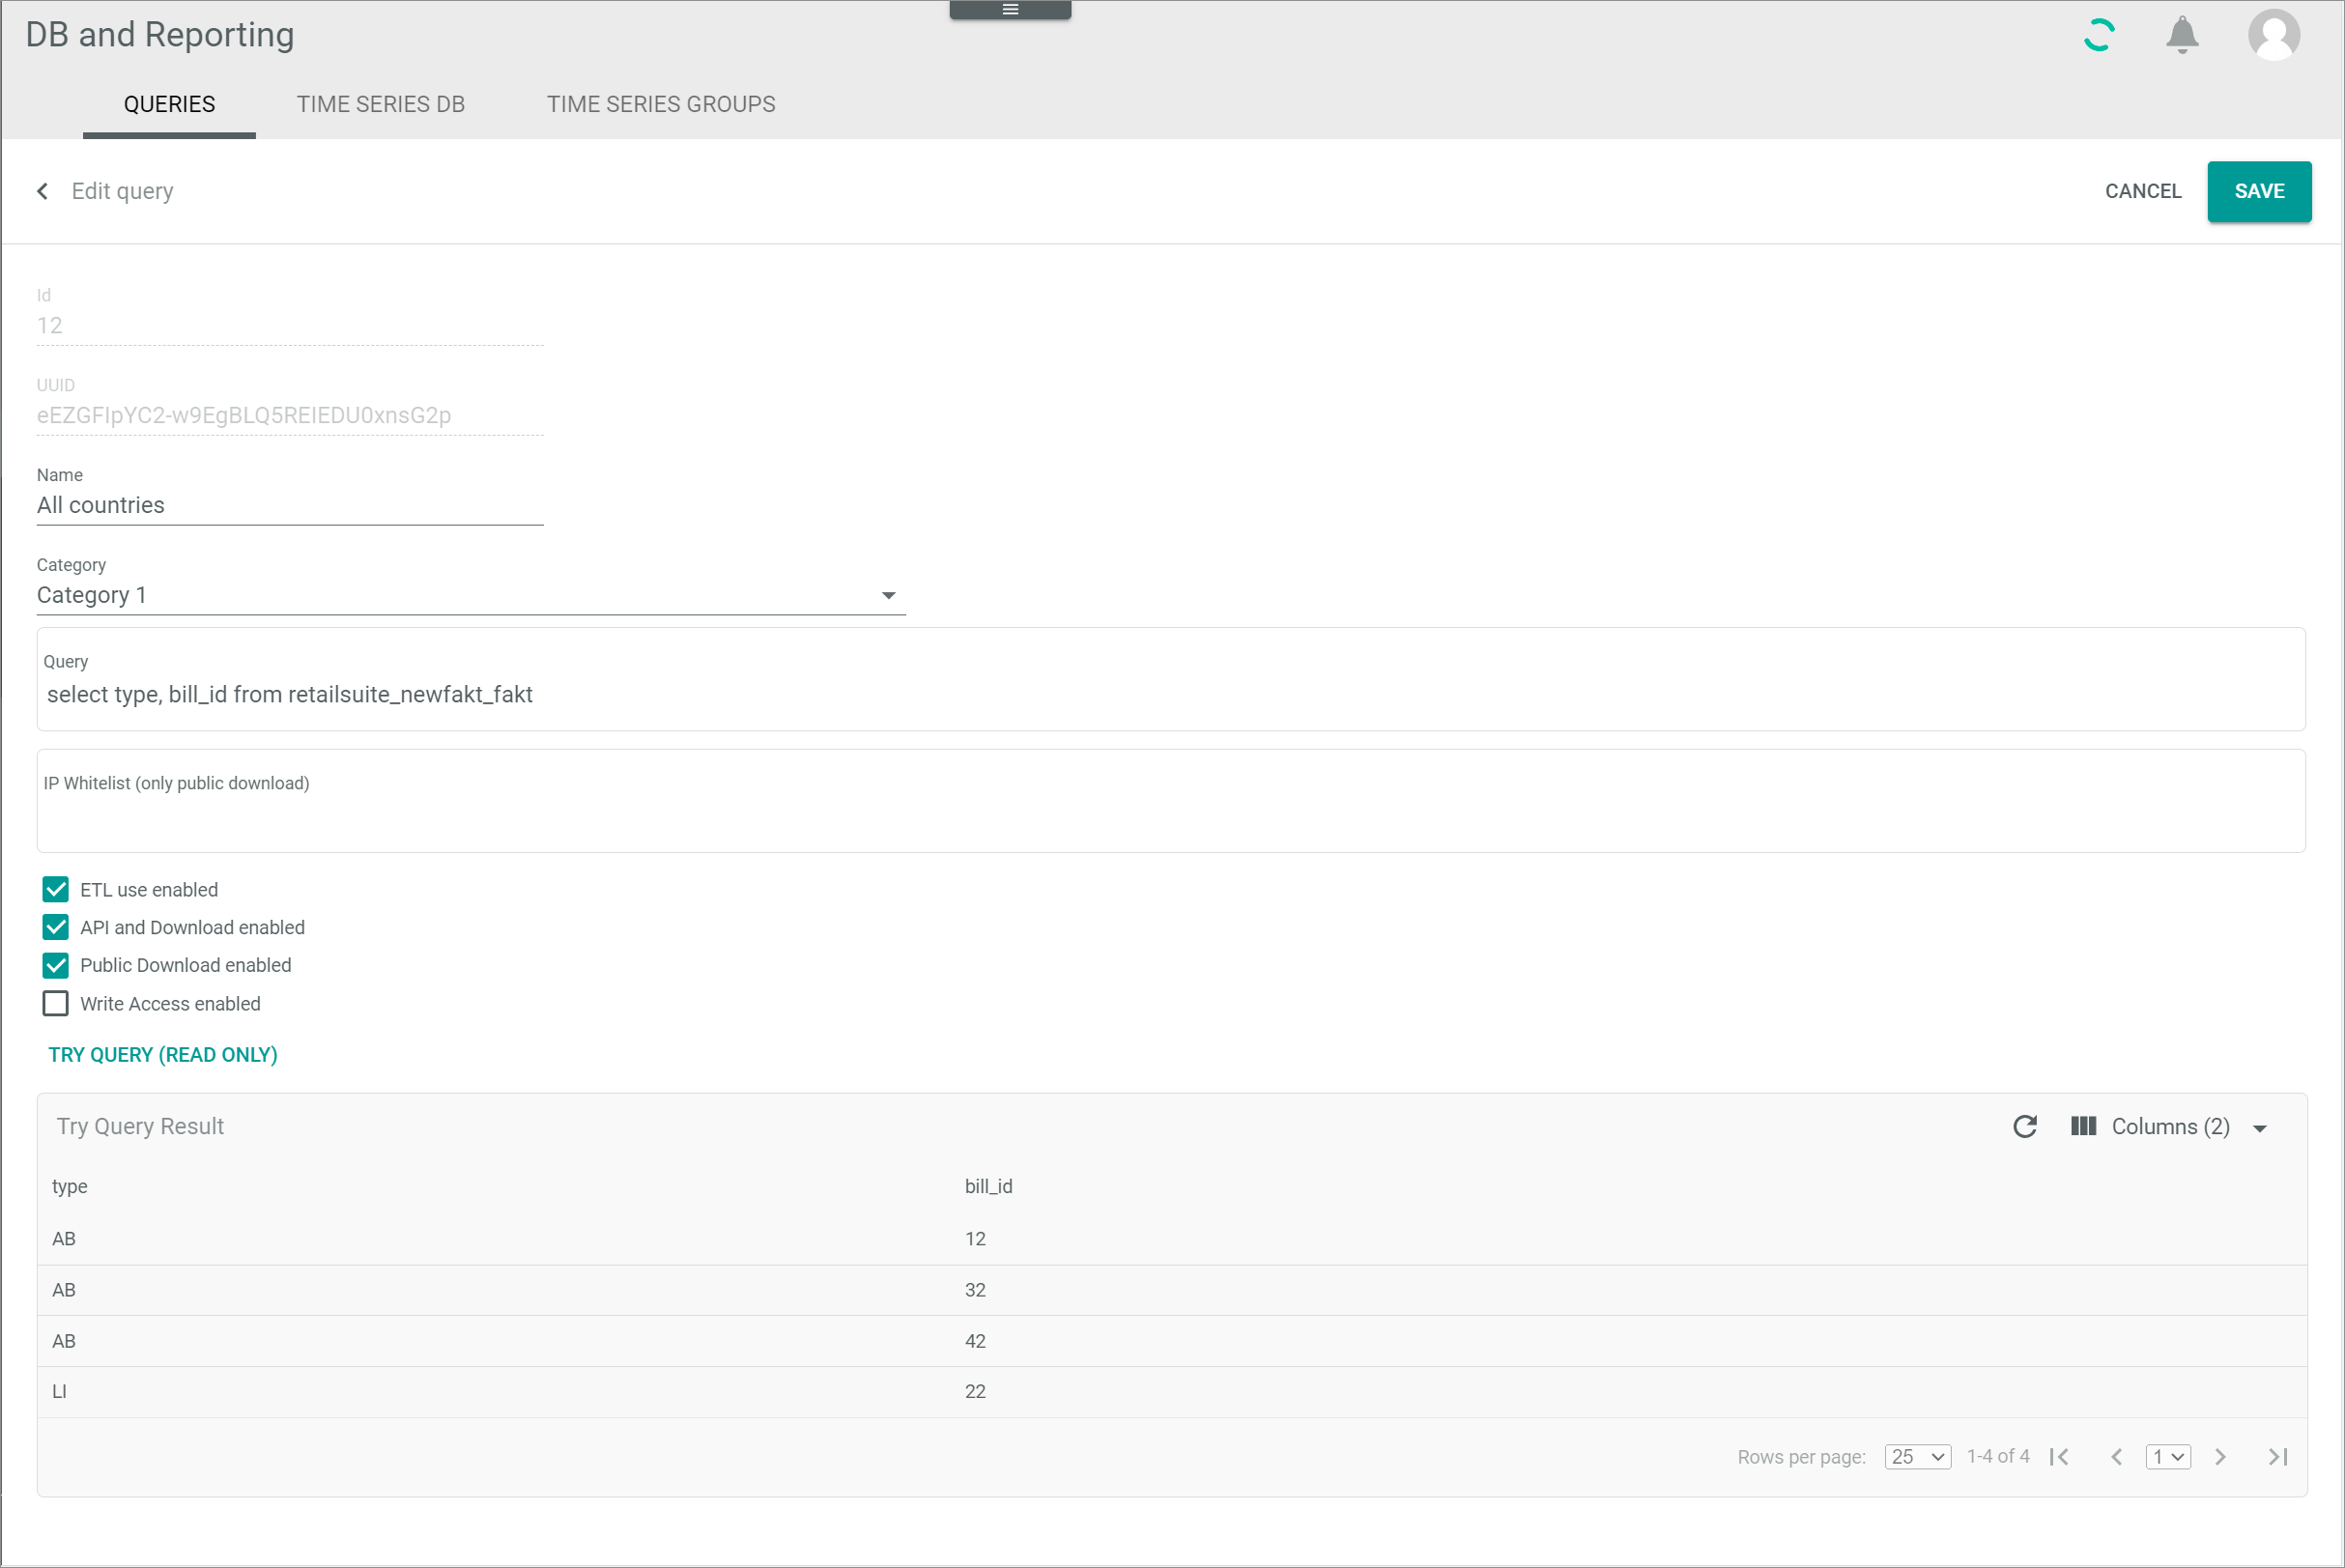 DB and Reporting
QUERIES TIME SERIES DB TIME SERIES GROUPS
Edit query CANCEL SAVE
Id
12
UUID
eEZGFIpYC2-w9EgBLQ5REIEDU0xnsG2p
Name
All countries
Category
Category 1
Query
select type, bill_id from retailsuite_newfakt_fakt
IP Whitelist (only public download)
ETL use enabled
API and Download enabled
Public Download enabled
Write Access enabled
TRY QUERY (READ ONLY)
Try Query Result Columns (2)
type bill_id
AB 12
AB 32
AB 42
LI 22
Rows per page: 25 1-4 of 4 1